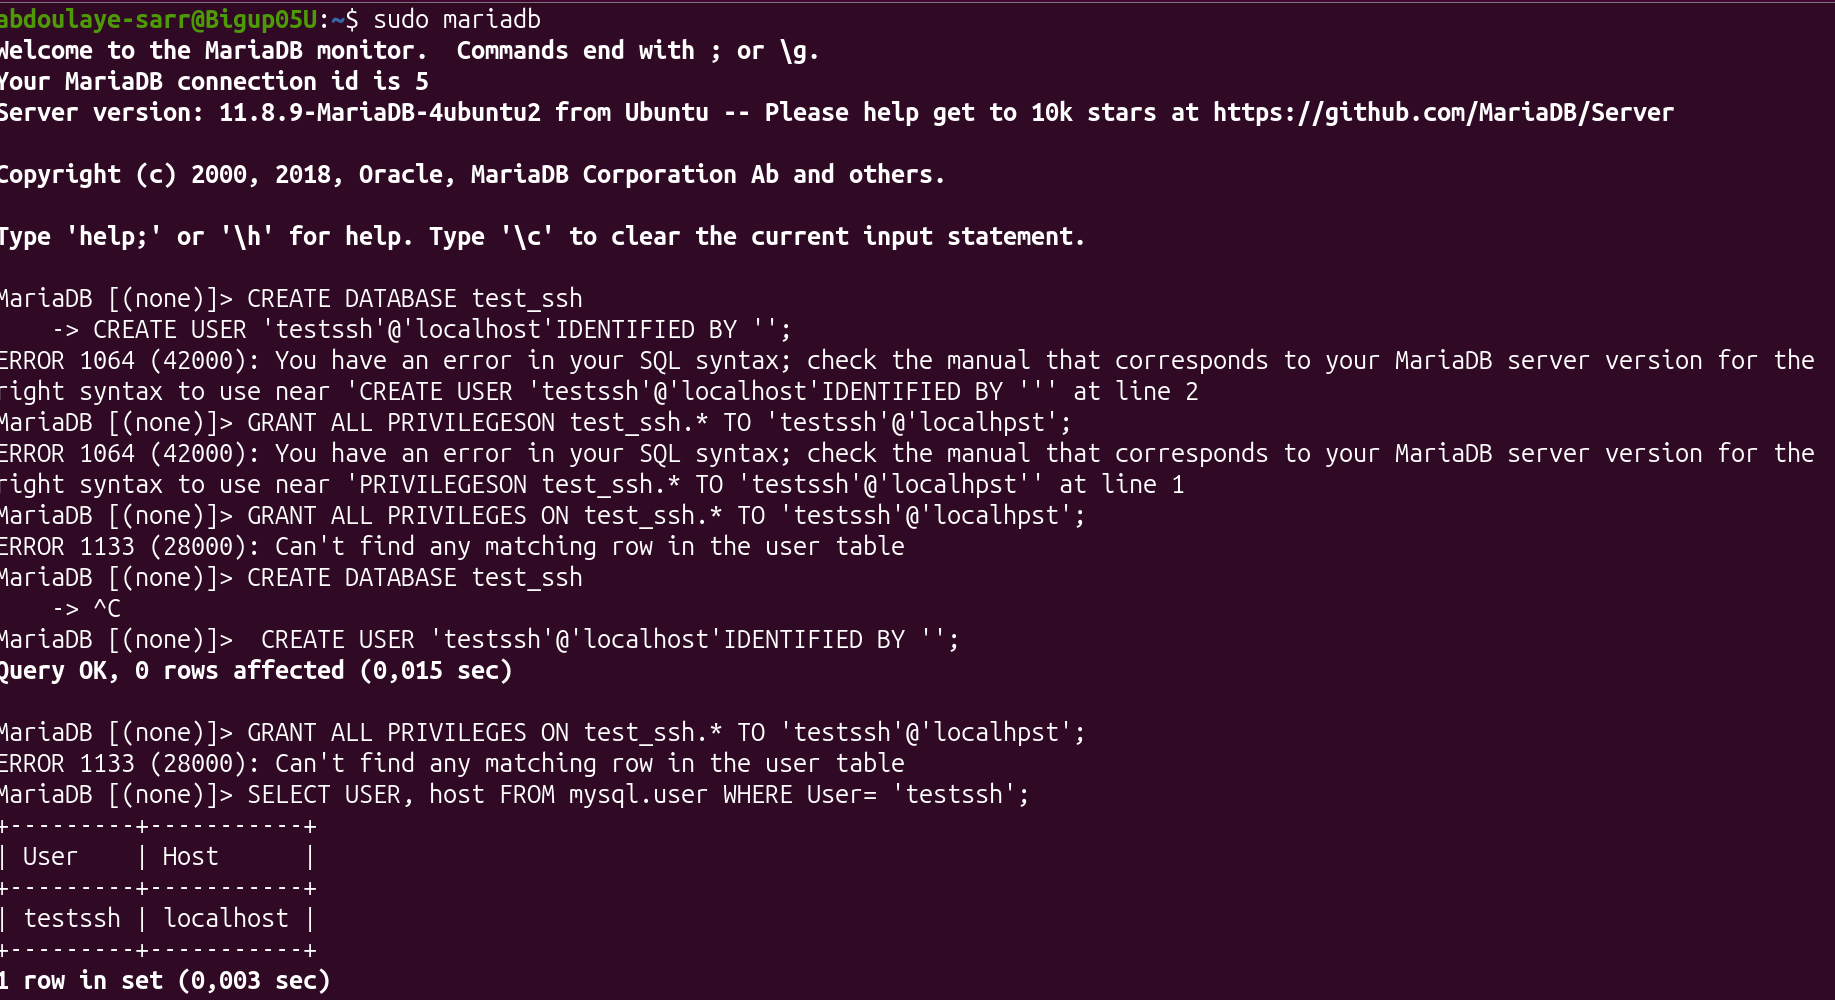 abdoulaye-sarr@Bigup05U:~$ sudo mariadb
Welcome to the MariaDB monitor.  Commands end with ; or \g.
Your MariaDB connection id is 5
Server version: 11.8.9-MariaDB-4ubuntu2 from Ubuntu -- Please help get to 10k stars at https://github.com/MariaDB/Server

Copyright (c) 2000, 2018, Oracle, MariaDB Corporation Ab and others.

Type 'help;' or '\h' for help. Type '\c' to clear the current input statement.

MariaDB [(none)]> CREATE DATABASE test_ssh
    -> CREATE USER 'testssh'@'localhost'IDENTIFIED BY '';
ERROR 1064 (42000): You have an error in your SQL syntax; check the manual that corresponds to your MariaDB server version for the
right syntax to use near 'CREATE USER 'testssh'@'localhost'IDENTIFIED BY ''' at line 2
MariaDB [(none)]> GRANT ALL PRIVILEGESON test_ssh.* TO 'testssh'@'localhpst';
ERROR 1064 (42000): You have an error in your SQL syntax; check the manual that corresponds to your MariaDB server version for the
right syntax to use near 'PRIVILEGESON test_ssh.* TO 'testssh'@'localhpst'' at line 1
MariaDB [(none)]> GRANT ALL PRIVILEGES ON test_ssh.* TO 'testssh'@'localhpst';
ERROR 1133 (28000): Can't find any matching row in the user table
MariaDB [(none)]> CREATE DATABASE test_ssh
    -> ^C
MariaDB [(none)]>  CREATE USER 'testssh'@'localhost'IDENTIFIED BY '';
Query OK, 0 rows affected (0,015 sec)

MariaDB [(none)]> GRANT ALL PRIVILEGES ON test_ssh.* TO 'testssh'@'localhpst';
ERROR 1133 (28000): Can't find any matching row in the user table
MariaDB [(none)]> SELECT USER, host FROM mysql.user WHERE User= 'testssh';
+---------+-----------+
| User    | Host      |
+---------+-----------+
| testssh | localhost |
+---------+-----------+
1 row in set (0,003 sec)